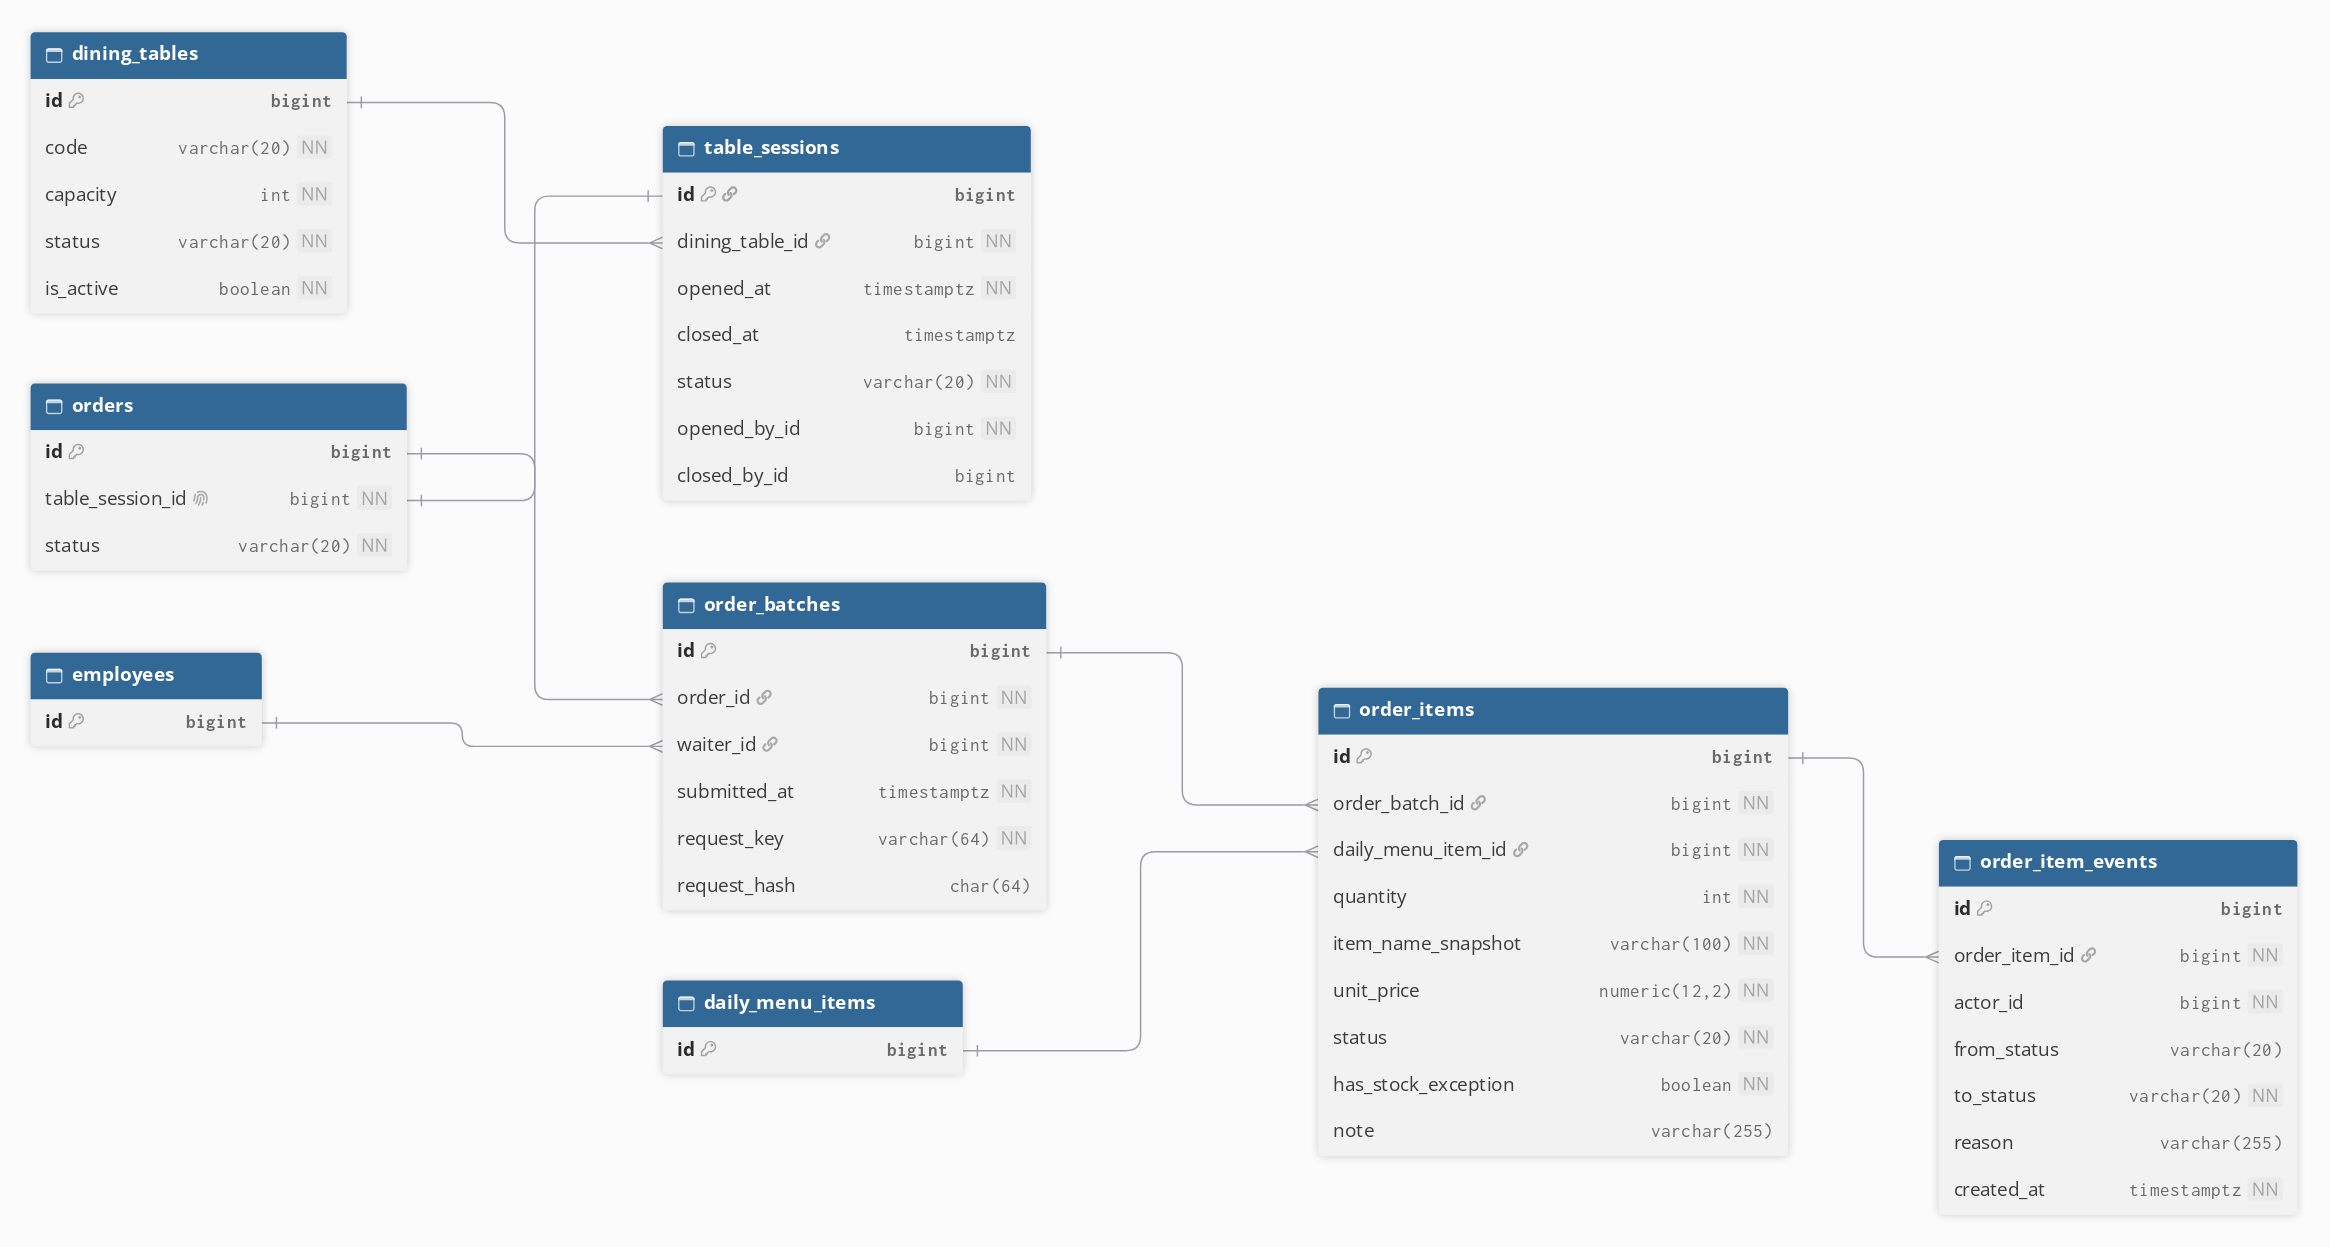 dining_tables
id bigint
code varchar(20) NN
capacity int NN
status varchar(20) NN
is_active boolean NN
table_sessions
id bigint
dining_table_id bigint NN
opened_at timestamptz NN
closed_at timestamptz
status varchar(20) NN
opened_by_id bigint NN
closed_by_id bigint
orders
id bigint
table_session_id bigint NN
status varchar(20) NN
order_batches
id bigint
order_id bigint NN
waiter_id bigint NN
submitted_at timestamptz NN
request_key varchar(64) NN
request_hash char(64)
employees
id bigint
order_items
id bigint
order_batch_id bigint NN
daily_menu_item_id bigint NN
quantity int NN
item_name_snapshot varchar(100) NN
unit_price numeric(12,2) NN
status varchar(20) NN
has_stock_exception boolean NN
note varchar(255)
daily_menu_items
id bigint
order_item_events
id bigint
order_item_id bigint NN
actor_id bigint NN
from_status varchar(20)
to_status varchar(20) NN
reason varchar(255)
created_at timestamptz NN